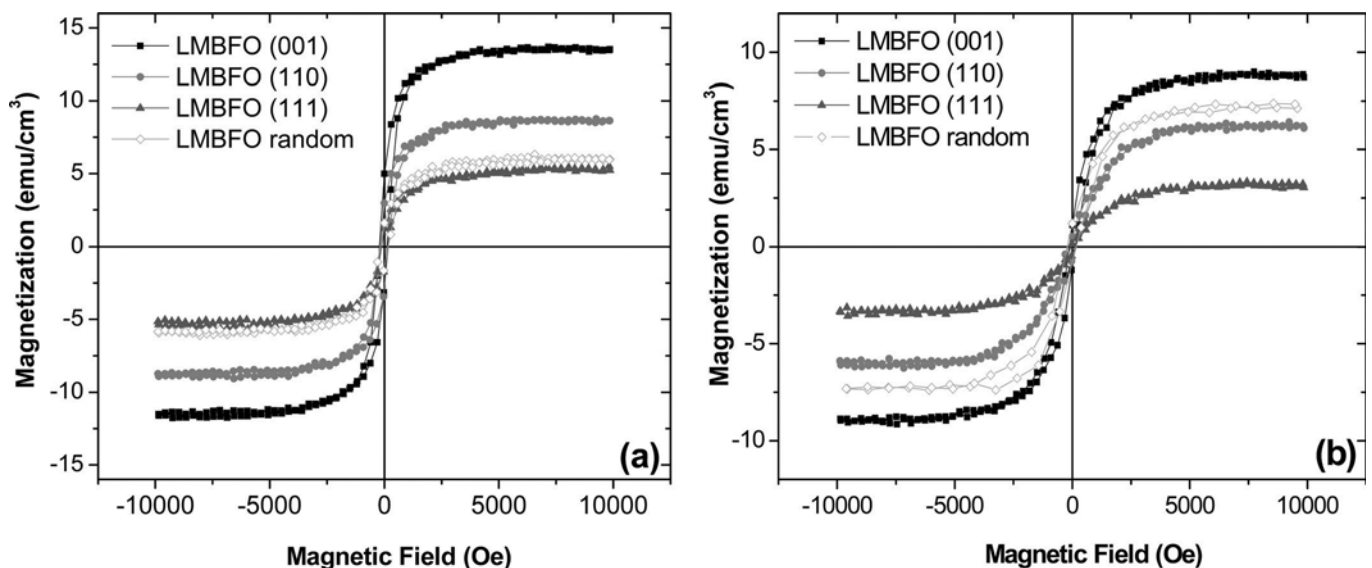 15
10
5
0
-5
-10
-15
Magnetization (emu/cm³)
LMBFO (001)
LMBFO (110)
LMBFO (111)
LMBFO random
(a)
-10000 -5000 0 5000 10000
Magnetic Field (Oe)
10
5
0
-5
-10
Magnetization (emu/cm³)
LMBFO (001)
LMBFO (110)
LMBFO (111)
LMBFO random
(b)
-10000 -5000 0 5000 10000
Magnetic Field (Oe)